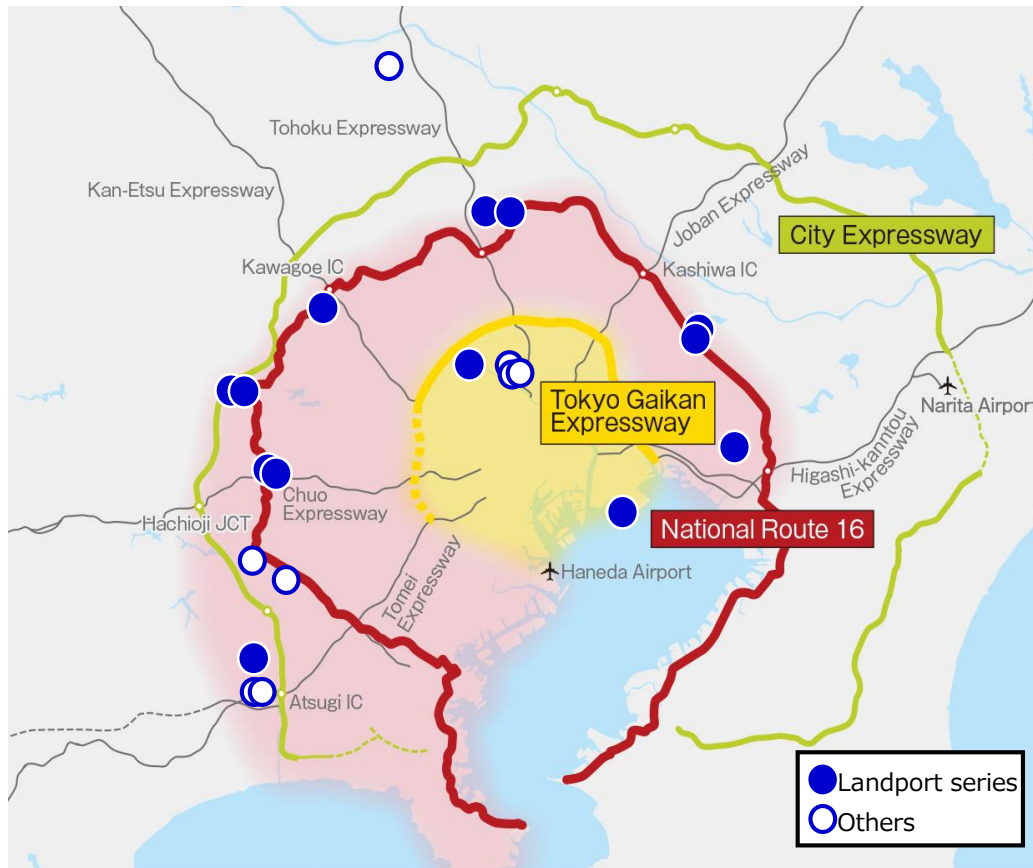 Tohoku Expressway
Kan-Etsu Expressway
Joban Expressway
City Expressway
Kawagoe IC
Kashiwa IC
Tokyo Gaikan
Expressway
Narita Airport
Higashi-kanntou
Expressway
Chuo
Expressway
Hachioji JCT
National Route 16
Haneda Airport
Tomei
Expressway
Atsugi IC
Landport series
Others